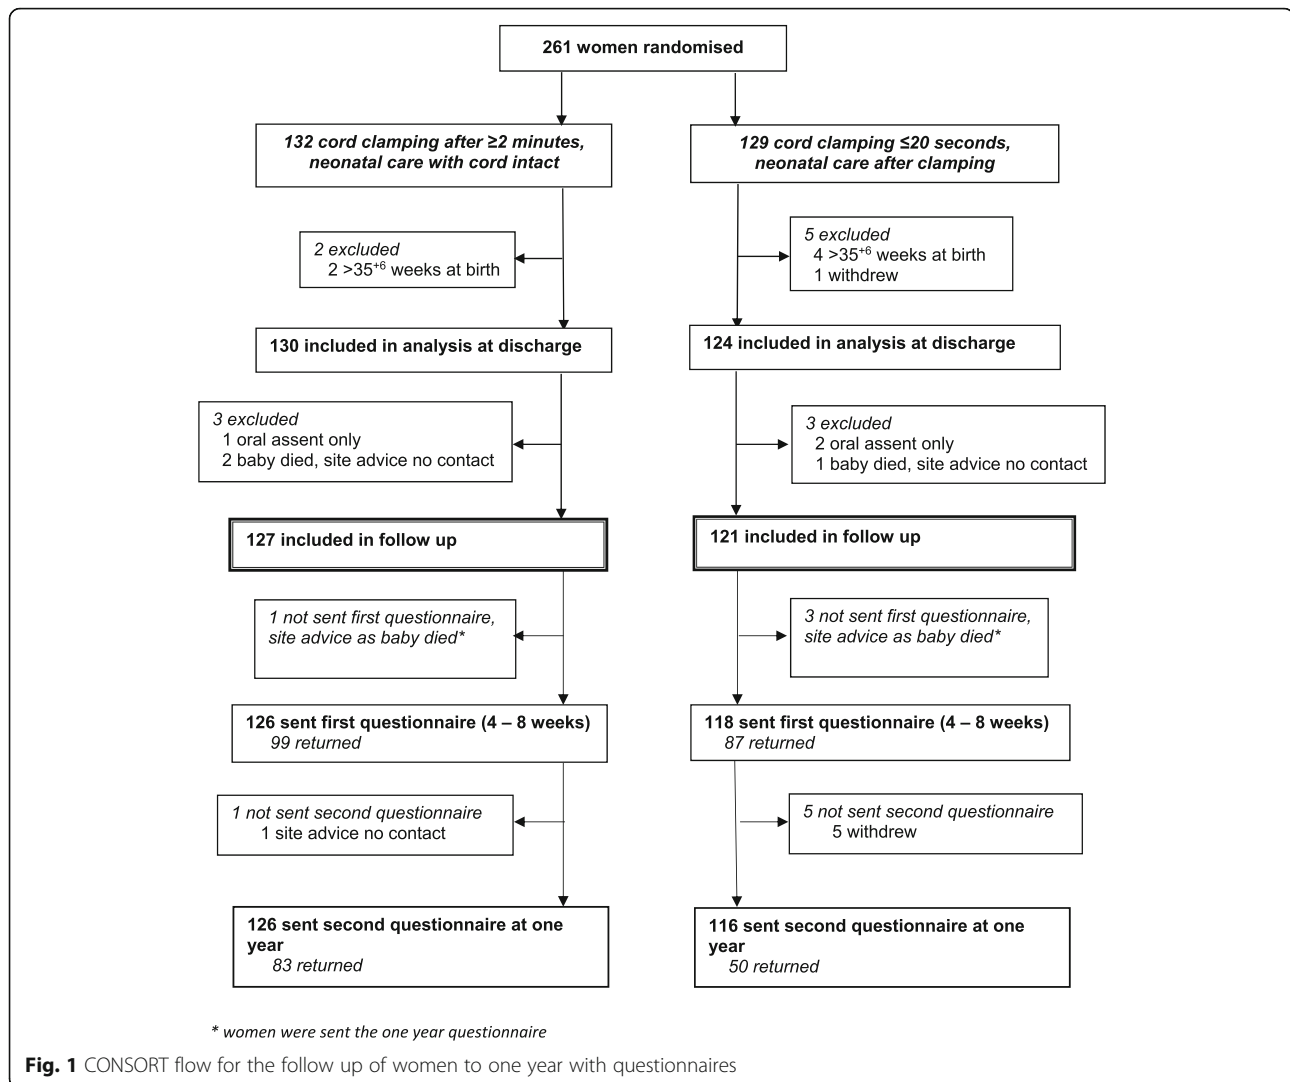 261 women randomised
132 cord clamping after ≥2 minutes,
neonatal care with cord intact
129 cord clamping ≤20 seconds,
neonatal care after clamping
2 excluded
2 >35+6 weeks at birth
5 excluded
4 >35+6 weeks at birth
1 withdrew
130 included in analysis at discharge
124 included in analysis at discharge
3 excluded
1 oral assent only
2 baby died, site advice no contact
3 excluded
2 oral assent only
1 baby died, site advice no contact
127 included in follow up
121 included in follow up
1 not sent first questionnaire,
site advice as baby died*
3 not sent first questionnaire,
site advice as baby died*
126 sent first questionnaire (4 – 8 weeks)
99 returned
118 sent first questionnaire (4 – 8 weeks)
87 returned
1 not sent second questionnaire
1 site advice no contact
5 not sent second questionnaire
5 withdrew
126 sent second questionnaire at one
year
83 returned
116 sent second questionnaire at one
year
50 returned
* women were sent the one year questionnaire
Fig. 1 CONSORT flow for the follow up of women to one year with questionnaires